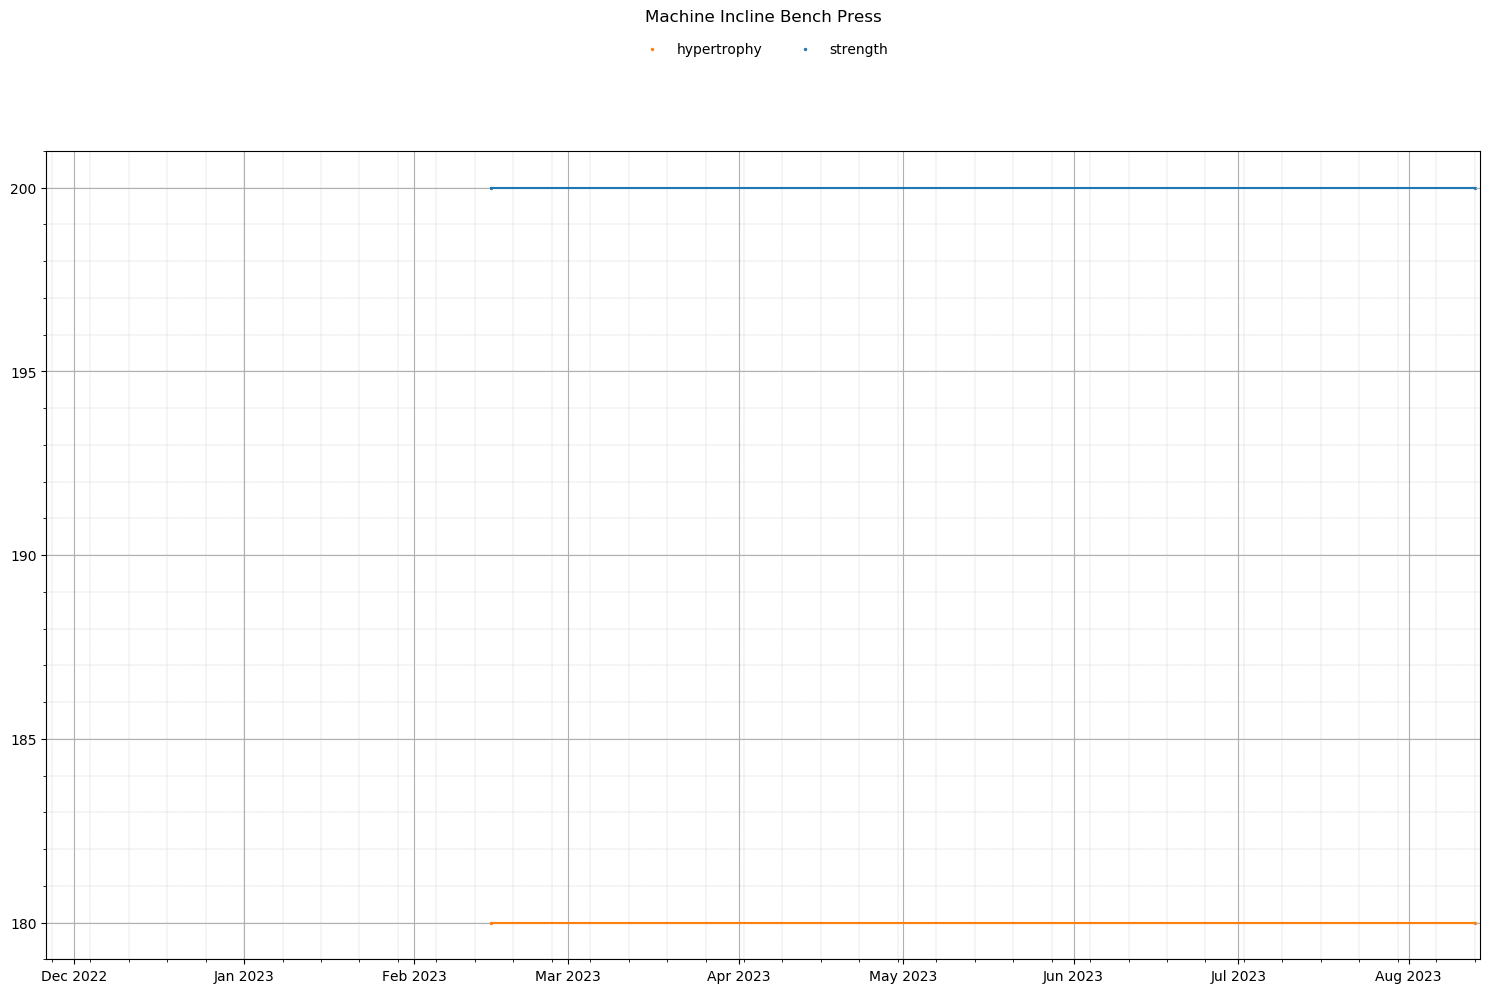 Machine Incline Bench Press
hypertrophy strength
200
195
190
185
180
Dec 2022 Jan 2023 Feb 2023 Mar 2023 Apr 2023 May 2023 Jun 2023 Jul 2023 Aug 2023